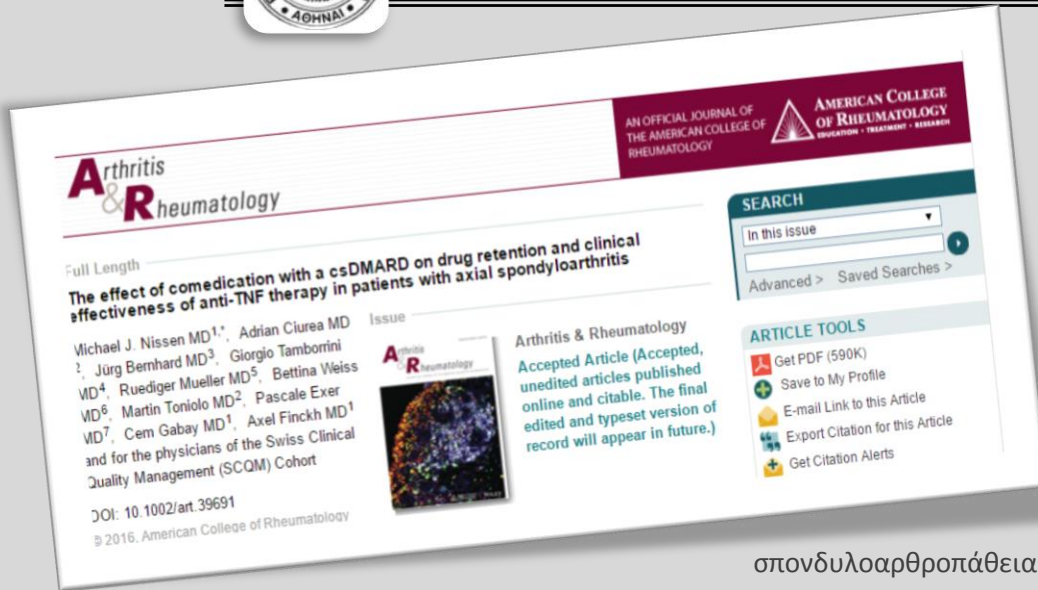 ΑΘΗΝΑΙ
Arthritis
& Rheumatology
AN OFFICIAL JOURNAL OF
THE AMERICAN COLLEGE OF
RHEUMATOLOGY
AMERICAN COLLEGE
OF RHEUMATOLOGY
EDUCATION • TREATMENT • RESEARCH
Full Length
The effect of comedication with a csDMARD on drug retention and clinical
effectiveness of anti-TNF therapy in patients with axial spondyloarthritis
Michael J. Nissen MD1,*, Adrian Ciurea MD
2, Jürg Bernhard MD3, Giorgio Tamborrini
MD4, Ruediger Mueller MD5, Bettina Weiss
MD6, Martin Toniolo MD2, Pascale Exer
MD7, Cem Gabay MD1, Axel Finckh MD1
and for the physicians of the Swiss Clinical
Quality Management (SCQM) Cohort
DOI: 10.1002/art.39691
© 2016, American College of Rheumatology
Issue
Arthritis
& Rheumatology
Arthritis & Rheumatology
Accepted Article (Accepted,
unedited articles published
online and citable. The final
edited and typeset version of
record will appear in future.)
SEARCH
In this issue
Advanced > Saved Searches >
ARTICLE TOOLS
Get PDF (590K)
Save to My Profile
E-mail Link to this Article
Export Citation for this Article
Get Citation Alerts
σπονδυλοαρθροπάθεια